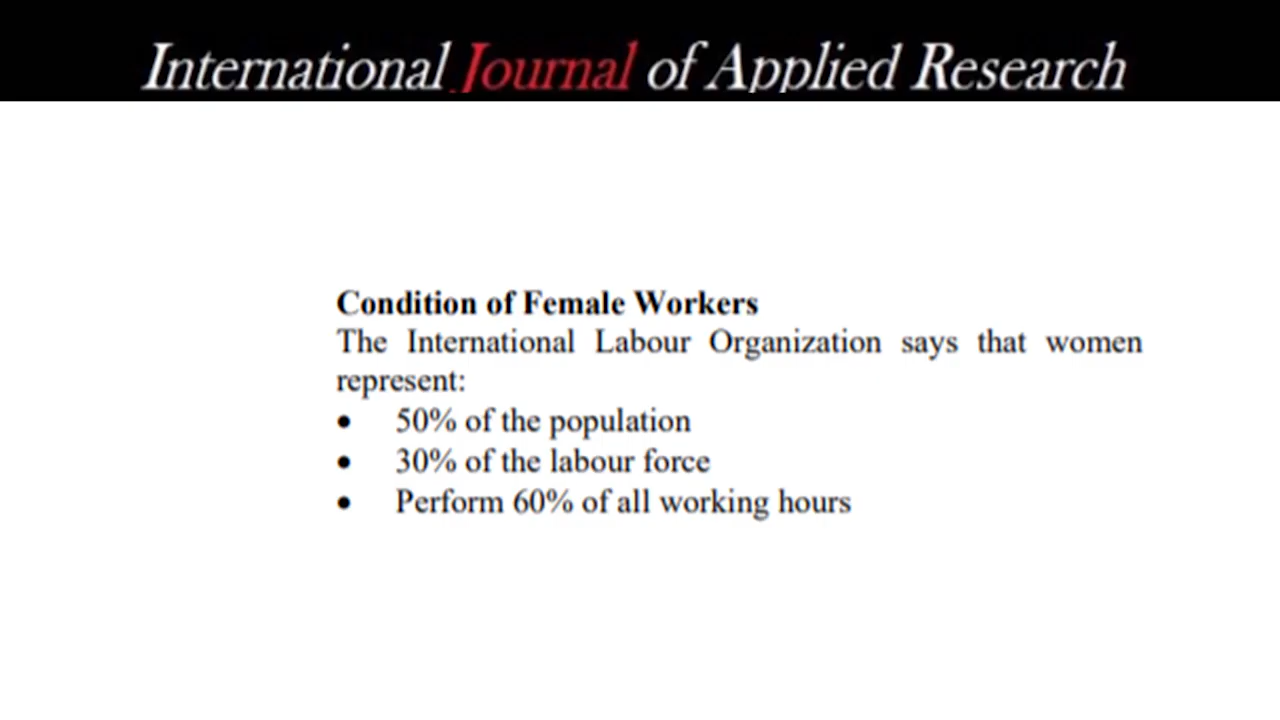 International Journal of Applied Research
Condition of Female Workers
The International Labour Organization says that women
represent:
• 50% of the population
• 30% of the labour force
• Perform 60% of all working hours